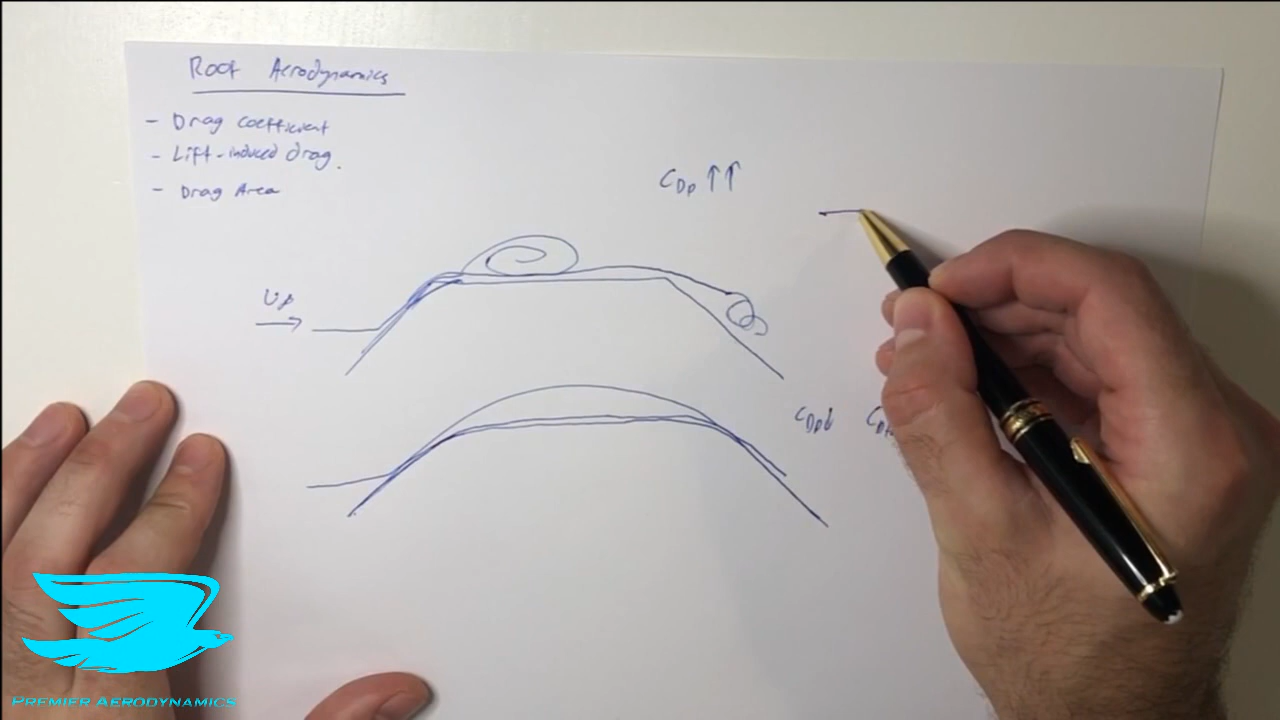 Roof Aerodynamics
- Drag coefficient
- Lift-induced drag.
- Drag Area
CDp ↑↑
CDp↓
PREMIER AERODYNAMICS